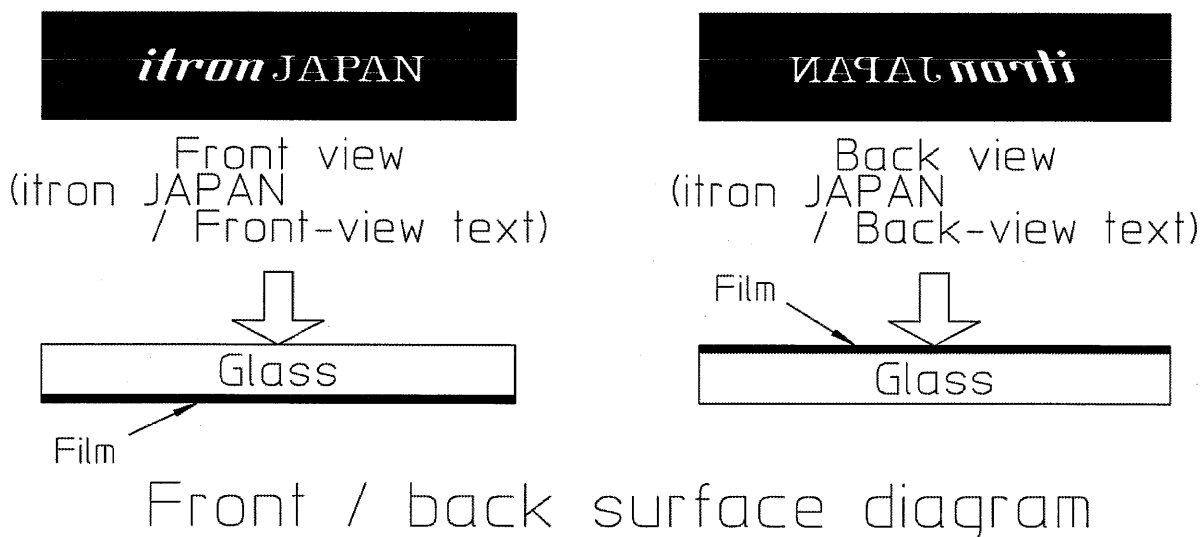 itron JAPAN
itron JAPAN
Front view
(itron JAPAN
/ Front-view text)
Back view
(itron JAPAN
/ Back-view text)
Film
Glass
Glass
Film
Front / back surface diagram